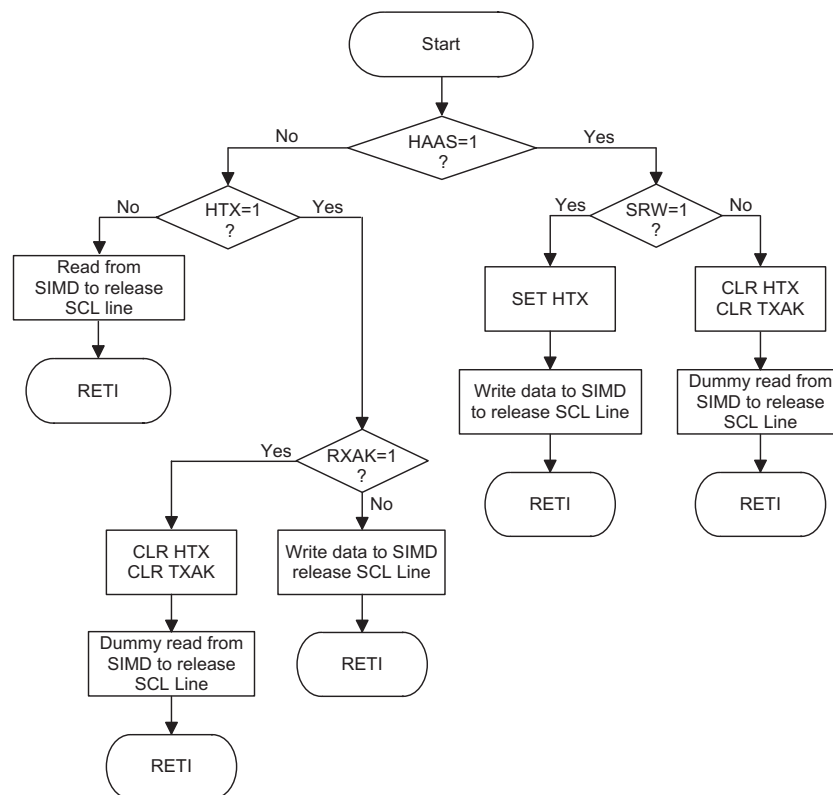 Start
HAAS=1
?
No
Yes
HTX=1
?
No
Yes
SRW=1
?
Yes
No
Read from
SIMD to release
SCL line
RETI
SET HTX
Write data to SIMD
to release SCL Line
RETI
CLR HTX
CLR TXAK
Dummy read from
SIMD to release
SCL Line
RETI
RXAK=1
?
Yes
No
CLR HTX
CLR TXAK
Dummy read from
SIMD to release
SCL Line
RETI
Write data to SIMD
release SCL Line
RETI